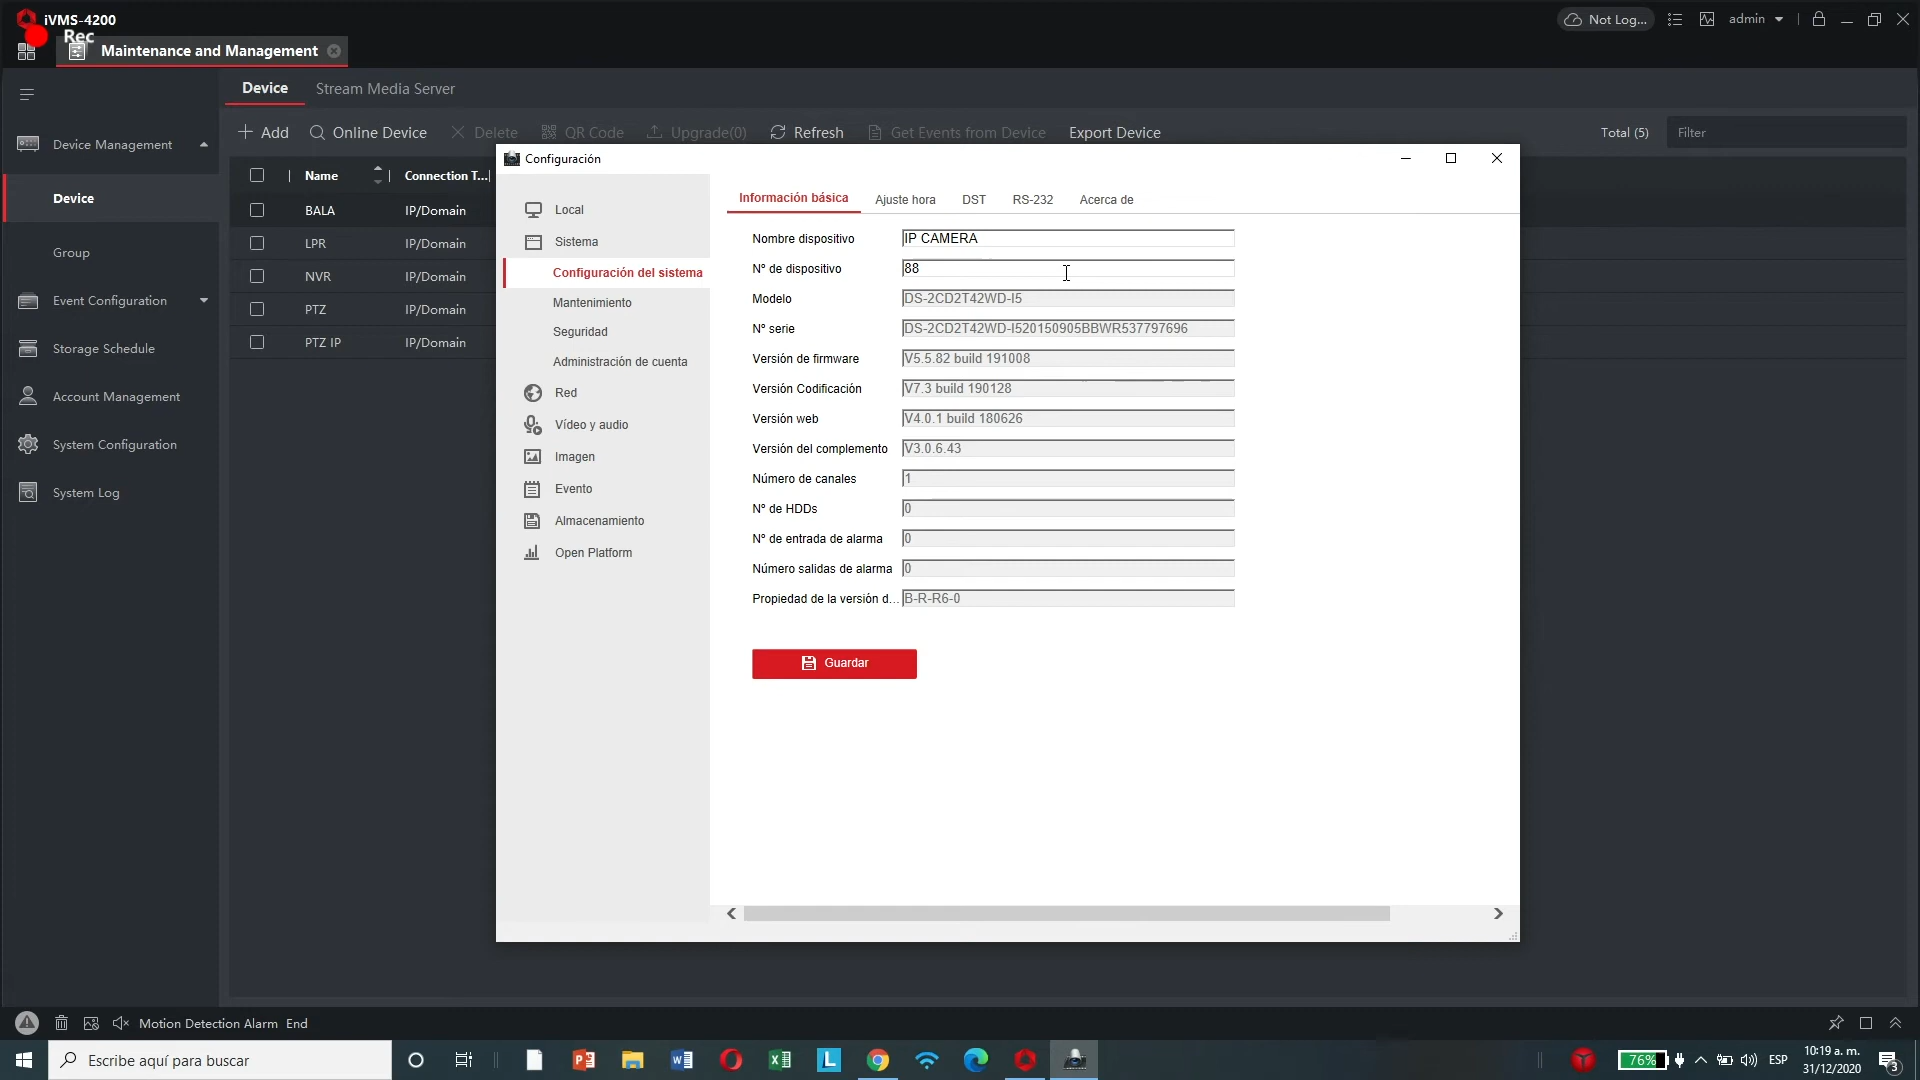 iVMS-4200
Rec
Not Log...
admin
Maintenance and Management
Device
Stream Media Server
Add
Online Device
Delete
QR Code
Upgrade(0)
Refresh
Get Events from Device
Export Device
Total (5)
Filter
Device Management
Device
Group
Event Configuration
Storage Schedule
Account Management
System Configuration
System Log
Name
Connection T...
BALA IP/Domain
LPR IP/Domain
NVR IP/Domain
PTZ IP/Domain
PTZ IP IP/Domain
Configuración
Local
Sistema
Configuración del sistema
Mantenimiento
Seguridad
Administración de cuenta
Red
Vídeo y audio
Imagen
Evento
Almacenamiento
Open Platform
Información básica
Ajuste hora
DST
RS-232
Acerca de
Nombre dispositivo IP CAMERA
Nº de dispositivo 88
Modelo DS-2CD2T42WD-I5
Nº serie DS-2CD2T42WD-I520150905BBWR537797696
Versión de firmware V5.5.82 build 191008
Versión Codificación V7.3 build 190128
Versión web V4.0.1 build 180626
Versión del complemento V3.0.6.43
Número de canales 1
Nº de HDDs 0
Nº de entrada de alarma 0
Número salidas de alarma 0
Propiedad de la versión d... B-R-R6-0
Guardar
Motion Detection Alarm End
Escribe aquí para buscar
76%
ESP
10:19 a. m.
31/12/2020
3